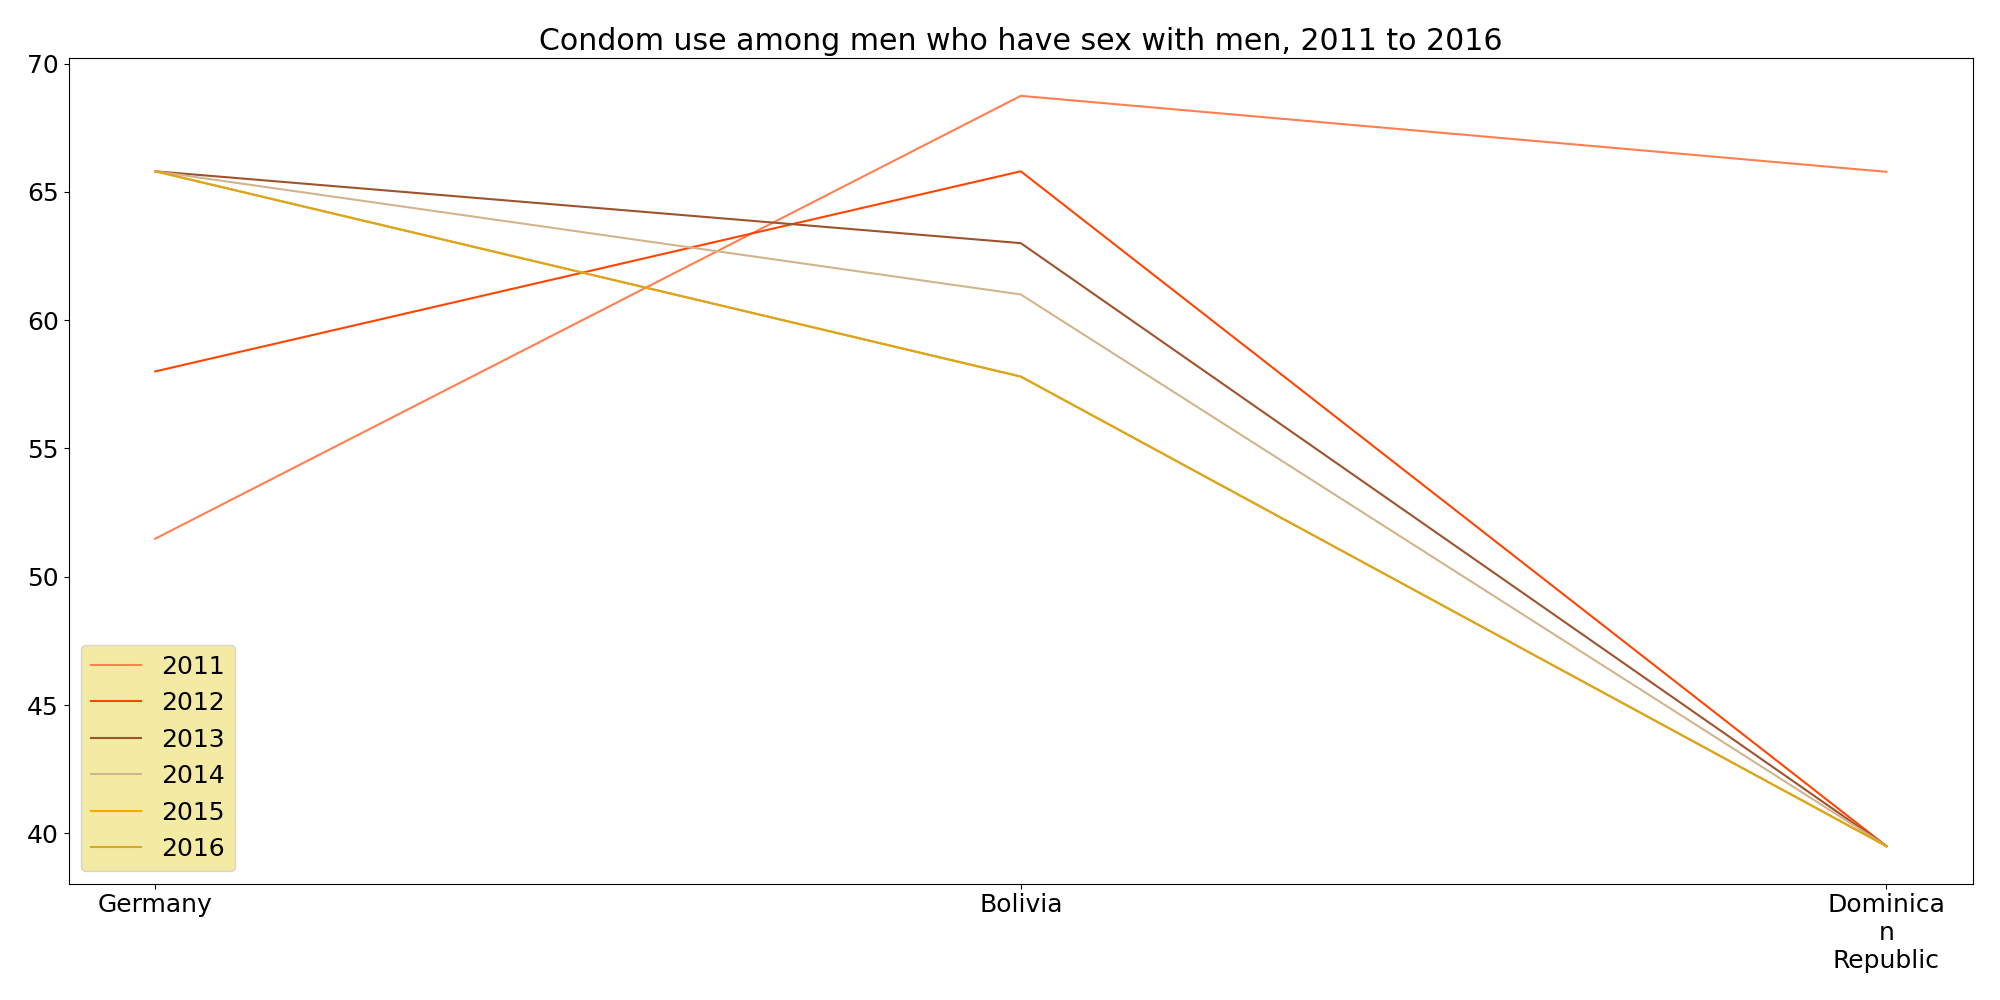 Condom use among men who have sex with men, 2011 to 2016
70
65
60
55
50
45
40
2011
2012
2013
2014
2015
2016
Germany
Bolivia
Dominica
n
Republic